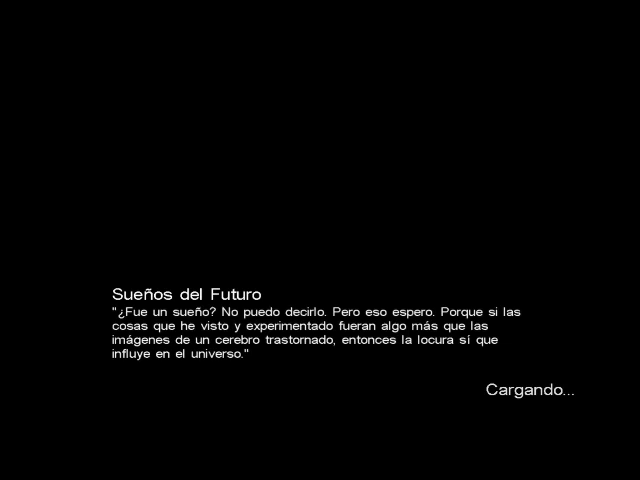 Sueños del Futuro
"¿Fue un sueño? No puedo decirlo. Pero eso espero. Porque si las
cosas que he visto y experimentado fueran algo más que las
imágenes de un cerebro trastornado, entonces la locura sí que
influye en el universo."
Cargando...